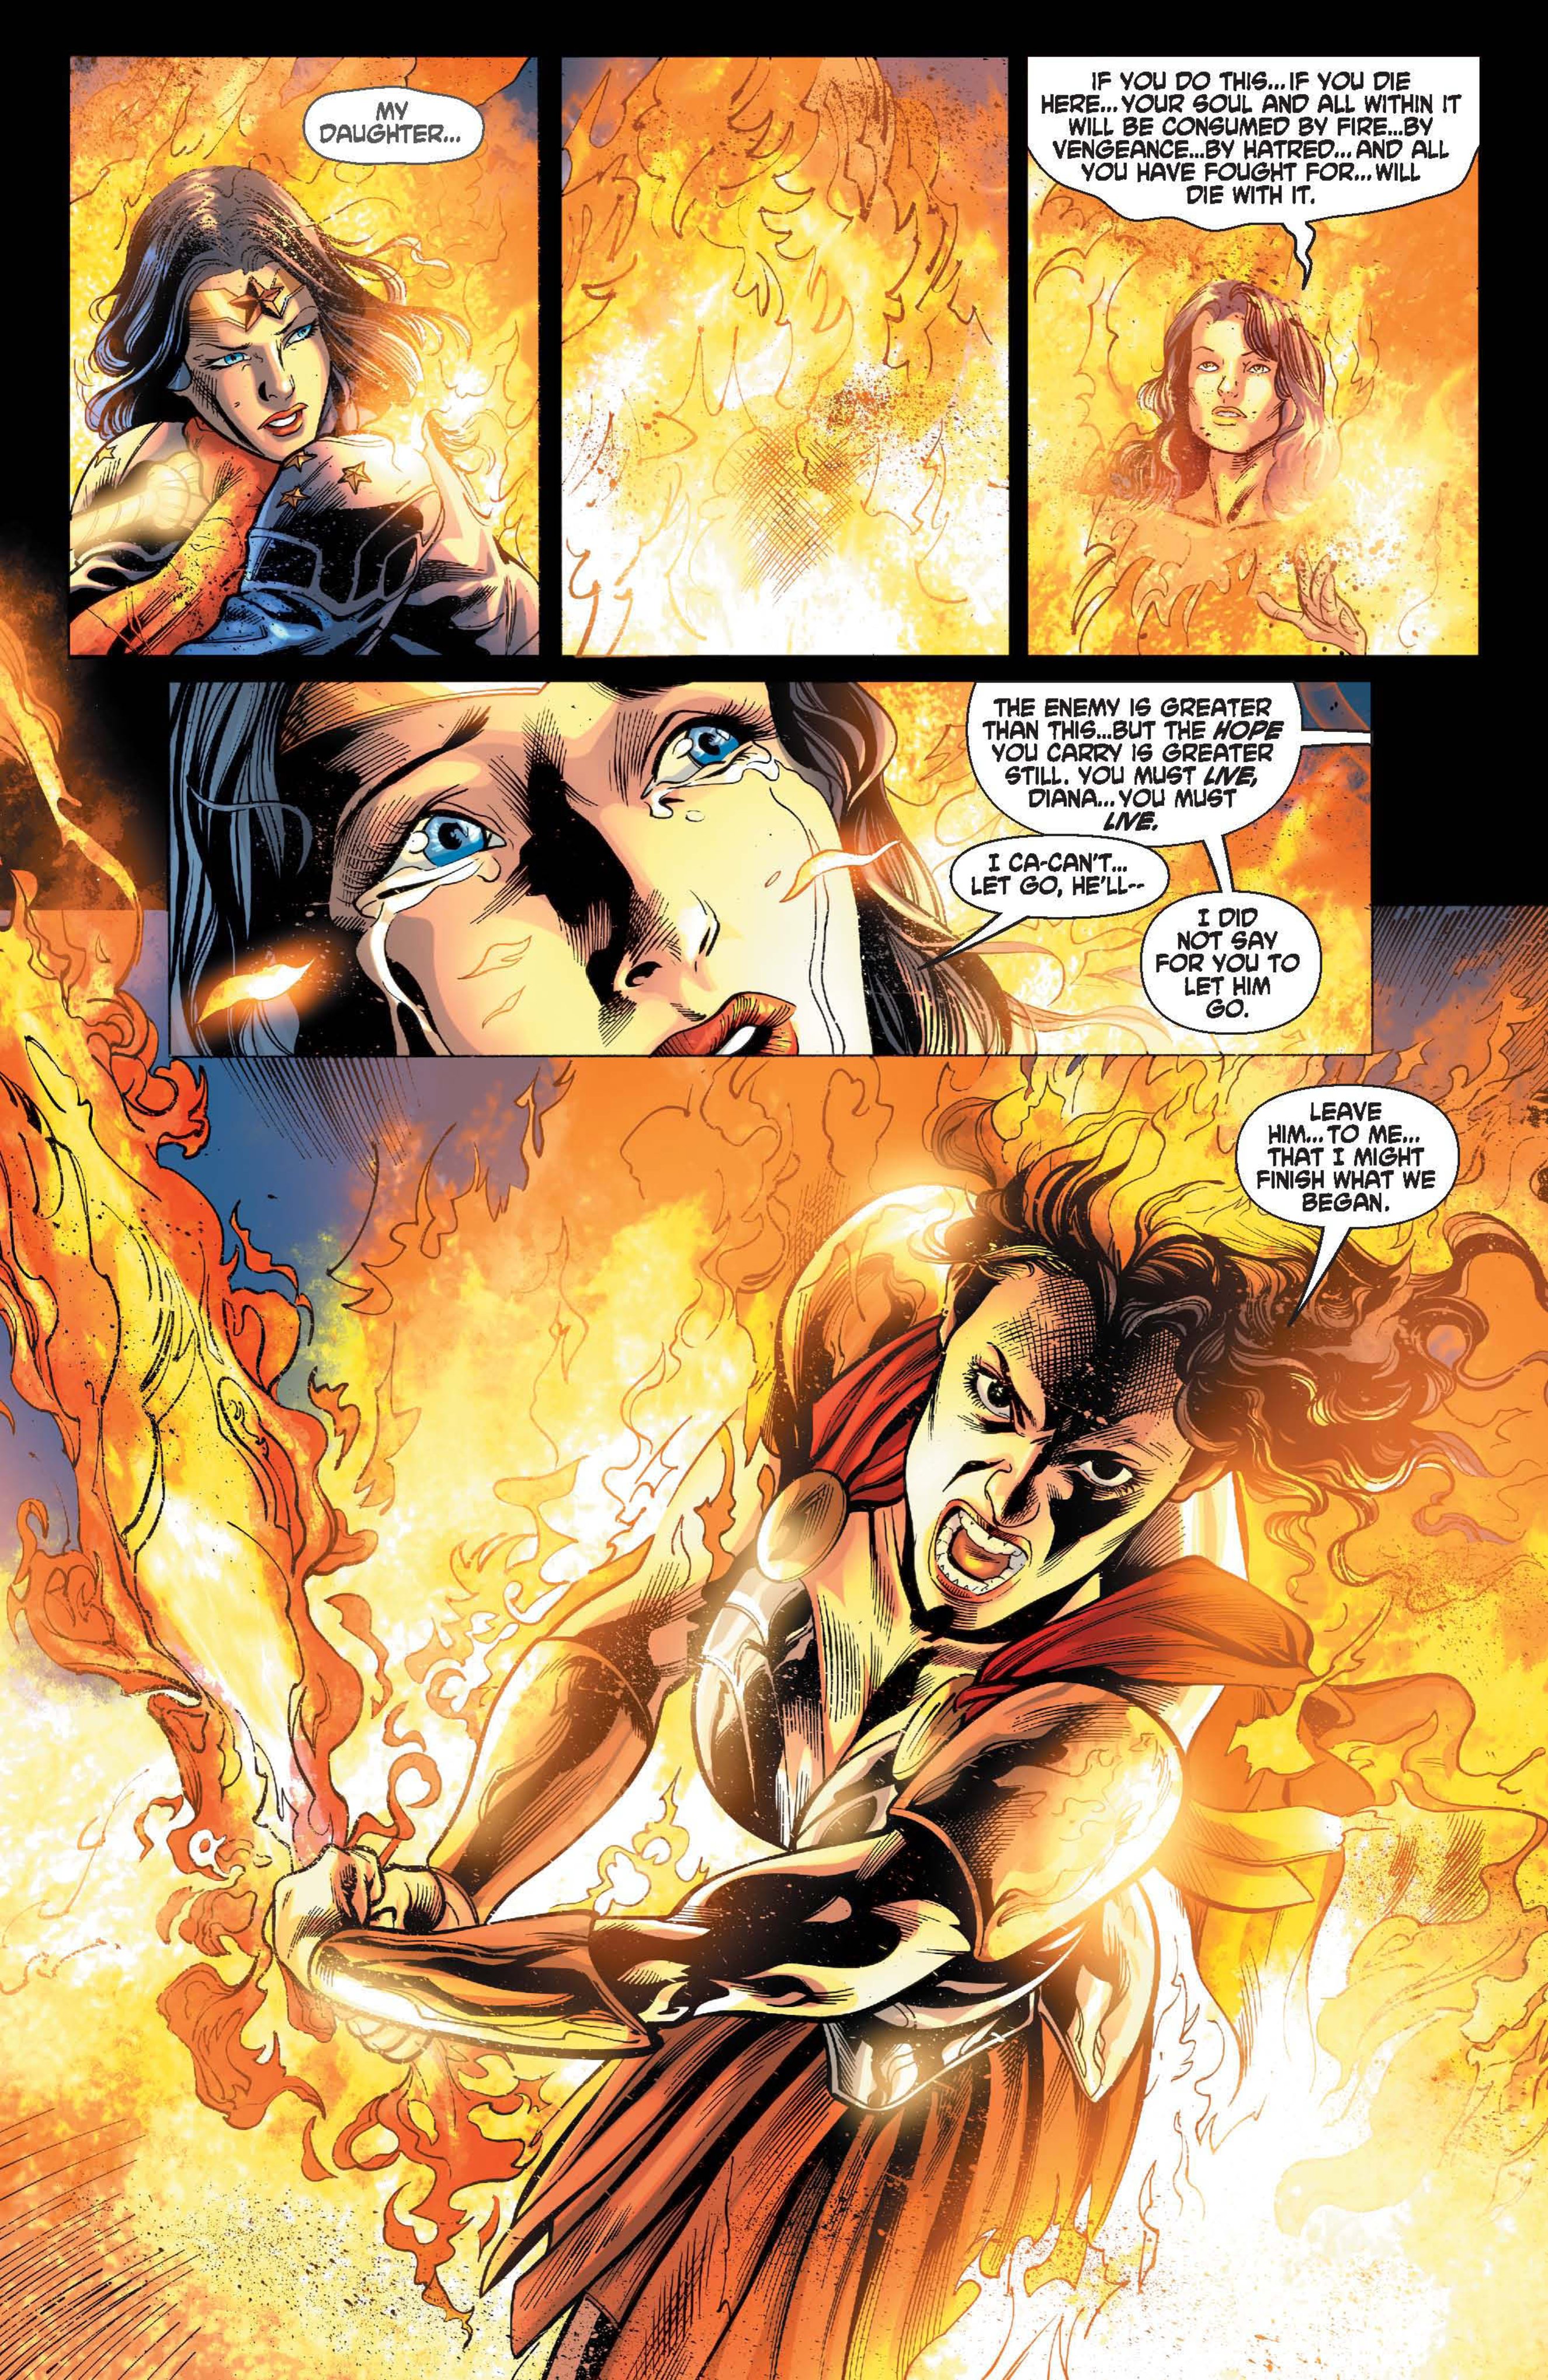 MY
DAUGHTER...
IF YOU DO THIS...IF YOU DIE
HERE...YOUR SOUL AND ALL WITHIN IT
WILL BE CONSUMED BY FIRE...BY
VENGEANCE...BY HATRED...AND ALL
YOU HAVE FOUGHT FOR...WILL
DIE WITH IT.
THE ENEMY IS GREATER
THAN THIS...BUT THE HOPE
YOU CARRY IS GREATER
STILL. YOU MUST LIVE,
DIANA...YOU MUST
LIVE.
I CA-CAN'T...
LET GO, HE'LL--
I DID
NOT SAY
FOR YOU TO
LET HIM
GO.
LEAVE
HIM...TO ME...
THAT I MIGHT
FINISH WHAT WE
BEGAN.